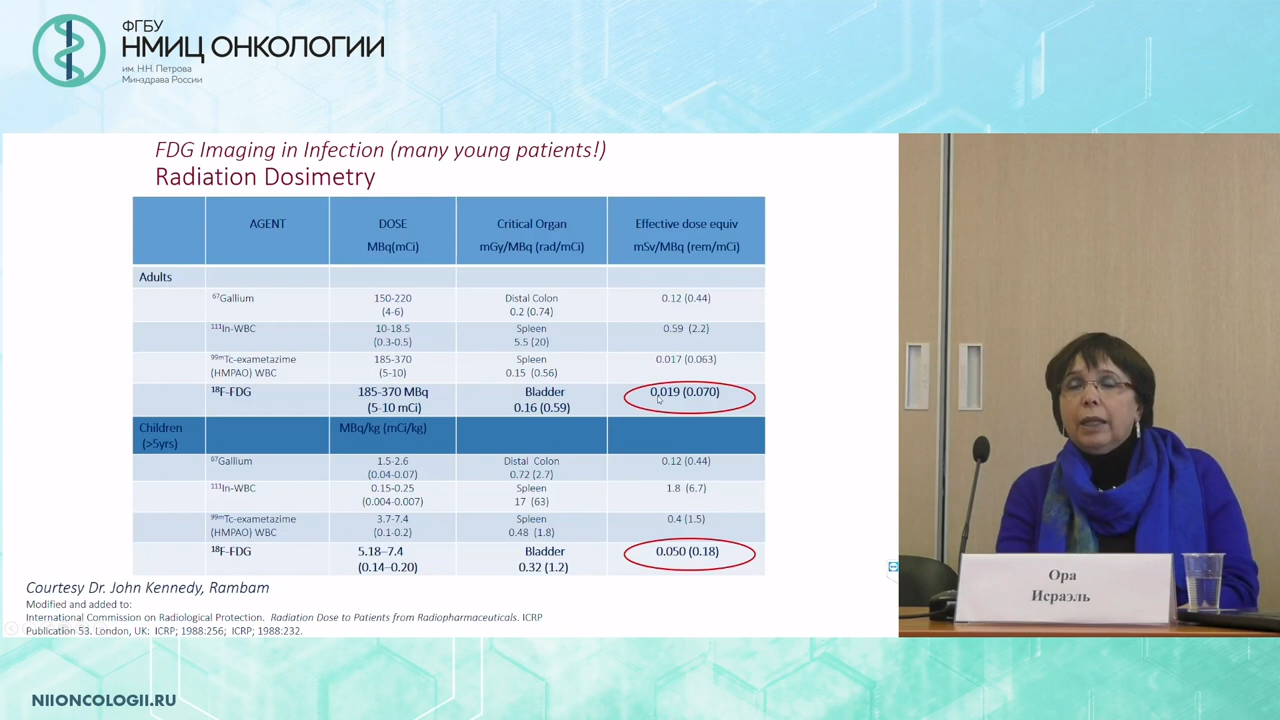 ФГБУ
НМИЦ ОНКОЛОГИИ
им. Н.Н. Петрова
Минздрава России
FDG Imaging in Infection (many young patients!)
Radiation Dosimetry
AGENT DOSE Critical Organ Effective dose equiv
MBq(mCi) mGy/MBq (rad/mCi) mSv/MBq (rem/mCi)
Adults
⁶⁷Gallium 150-220 Distal Colon 0.12 (0.44)
(4-6) 0.2 (0.74)
¹¹¹In-WBC 10-18.5 Spleen 0.59 (2.2)
(0.3-0.5) 5.5 (20)
⁹⁹ᵐTc-exametazime 185-370 Spleen 0.017 (0.063)
(HMPAO) WBC (5-10) 0.15 (0.56)
¹⁸F-FDG 185-370 MBq Bladder 0.019 (0.070)
(5-10 mCi) 0.16 (0.59)
Children MBq/kg (mCi/kg)
(>5yrs)
⁶⁷Gallium 1.5-2.6 Distal Colon 0.12 (0.44)
(0.04-0.07) 0.72 (2.7)
¹¹¹In-WBC 0.15-0.25 Spleen 1.8 (6.7)
(0.004-0.007) 17 (63)
⁹⁹ᵐTc-exametazime 3.7-7.4 Spleen 0.4 (1.5)
(HMPAO) WBC (0.1-0.2) 0.48 (1.8)
¹⁸F-FDG 5.18–7.4 Bladder 0.050 (0.18)
(0.14–0.20) 0.32 (1.2)
Courtesy Dr. John Kennedy, Rambam
Modified and added to:
International Commission on Radiological Protection. Radiation Dose to Patients from Radiopharmaceuticals. ICRP
Publication 53. London, UK: ICRP; 1988:256; ICRP; 1988:232.
Ора
Исраэль
NIIONCOLOGII.RU